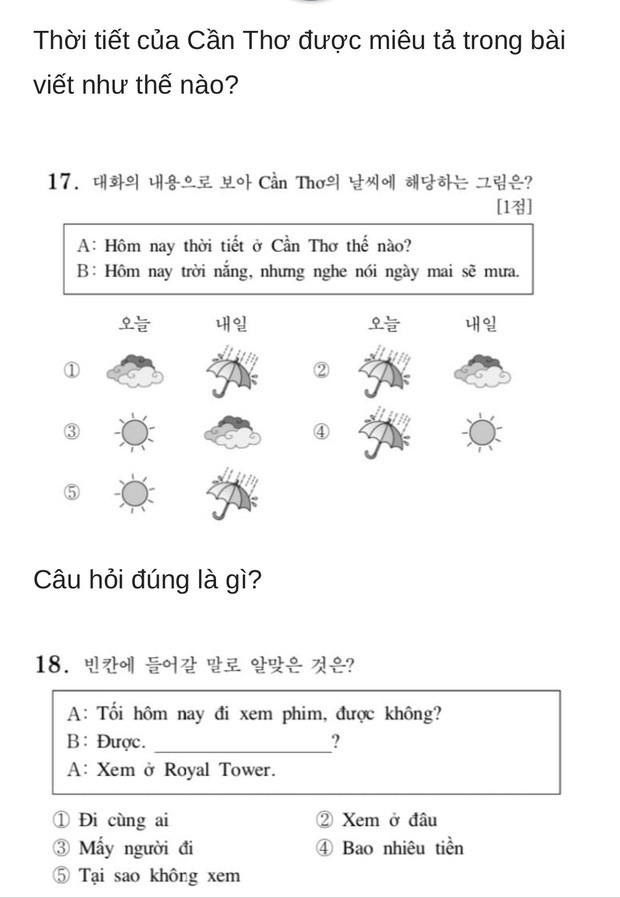 Thời tiết của Cần Thơ được miêu tả trong bài
viết như thế nào?
17. 대화의 내용으로 보아 Cần Thơ의 날씨에 해당하는 그림은?
[1점]
A: Hôm nay thời tiết ở Cần Thơ thế nào?
B: Hôm nay trời nắng, nhưng nghe nói ngày mai sẽ mưa.
오늘 내일 오늘 내일
① ②
③ ④
⑤
Câu hỏi đúng là gì?
18. 빈칸에 들어갈 말로 알맞은 것은?
A: Tối hôm nay đi xem phim, được không?
B: Được. ________________?
A: Xem ở Royal Tower.
① Đi cùng ai ② Xem ở đâu
③ Mấy người đi ④ Bao nhiêu tiền
⑤ Tại sao không xem